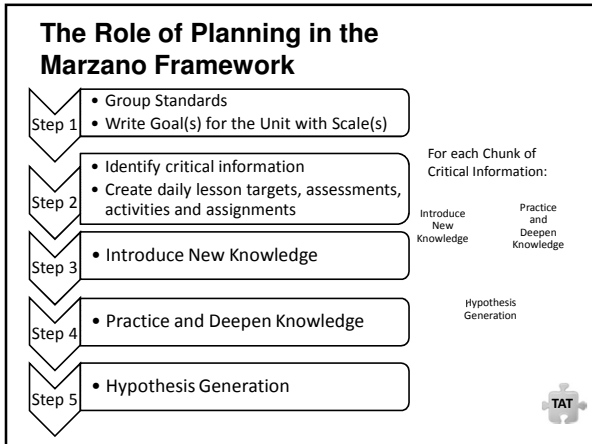 The Role of Planning in the
Marzano Framework
Step 1
• Group Standards
• Write Goal(s) for the Unit with Scale(s)
Step 2
• Identify critical information
• Create daily lesson targets, assessments,
activities and assignments
Step 3
• Introduce New Knowledge
Step 4
• Practice and Deepen Knowledge
Step 5
• Hypothesis Generation
For each Chunk of
Critical Information:
Introduce
New
Knowledge
Practice
and
Deepen
Knowledge
Hypothesis
Generation
TAT